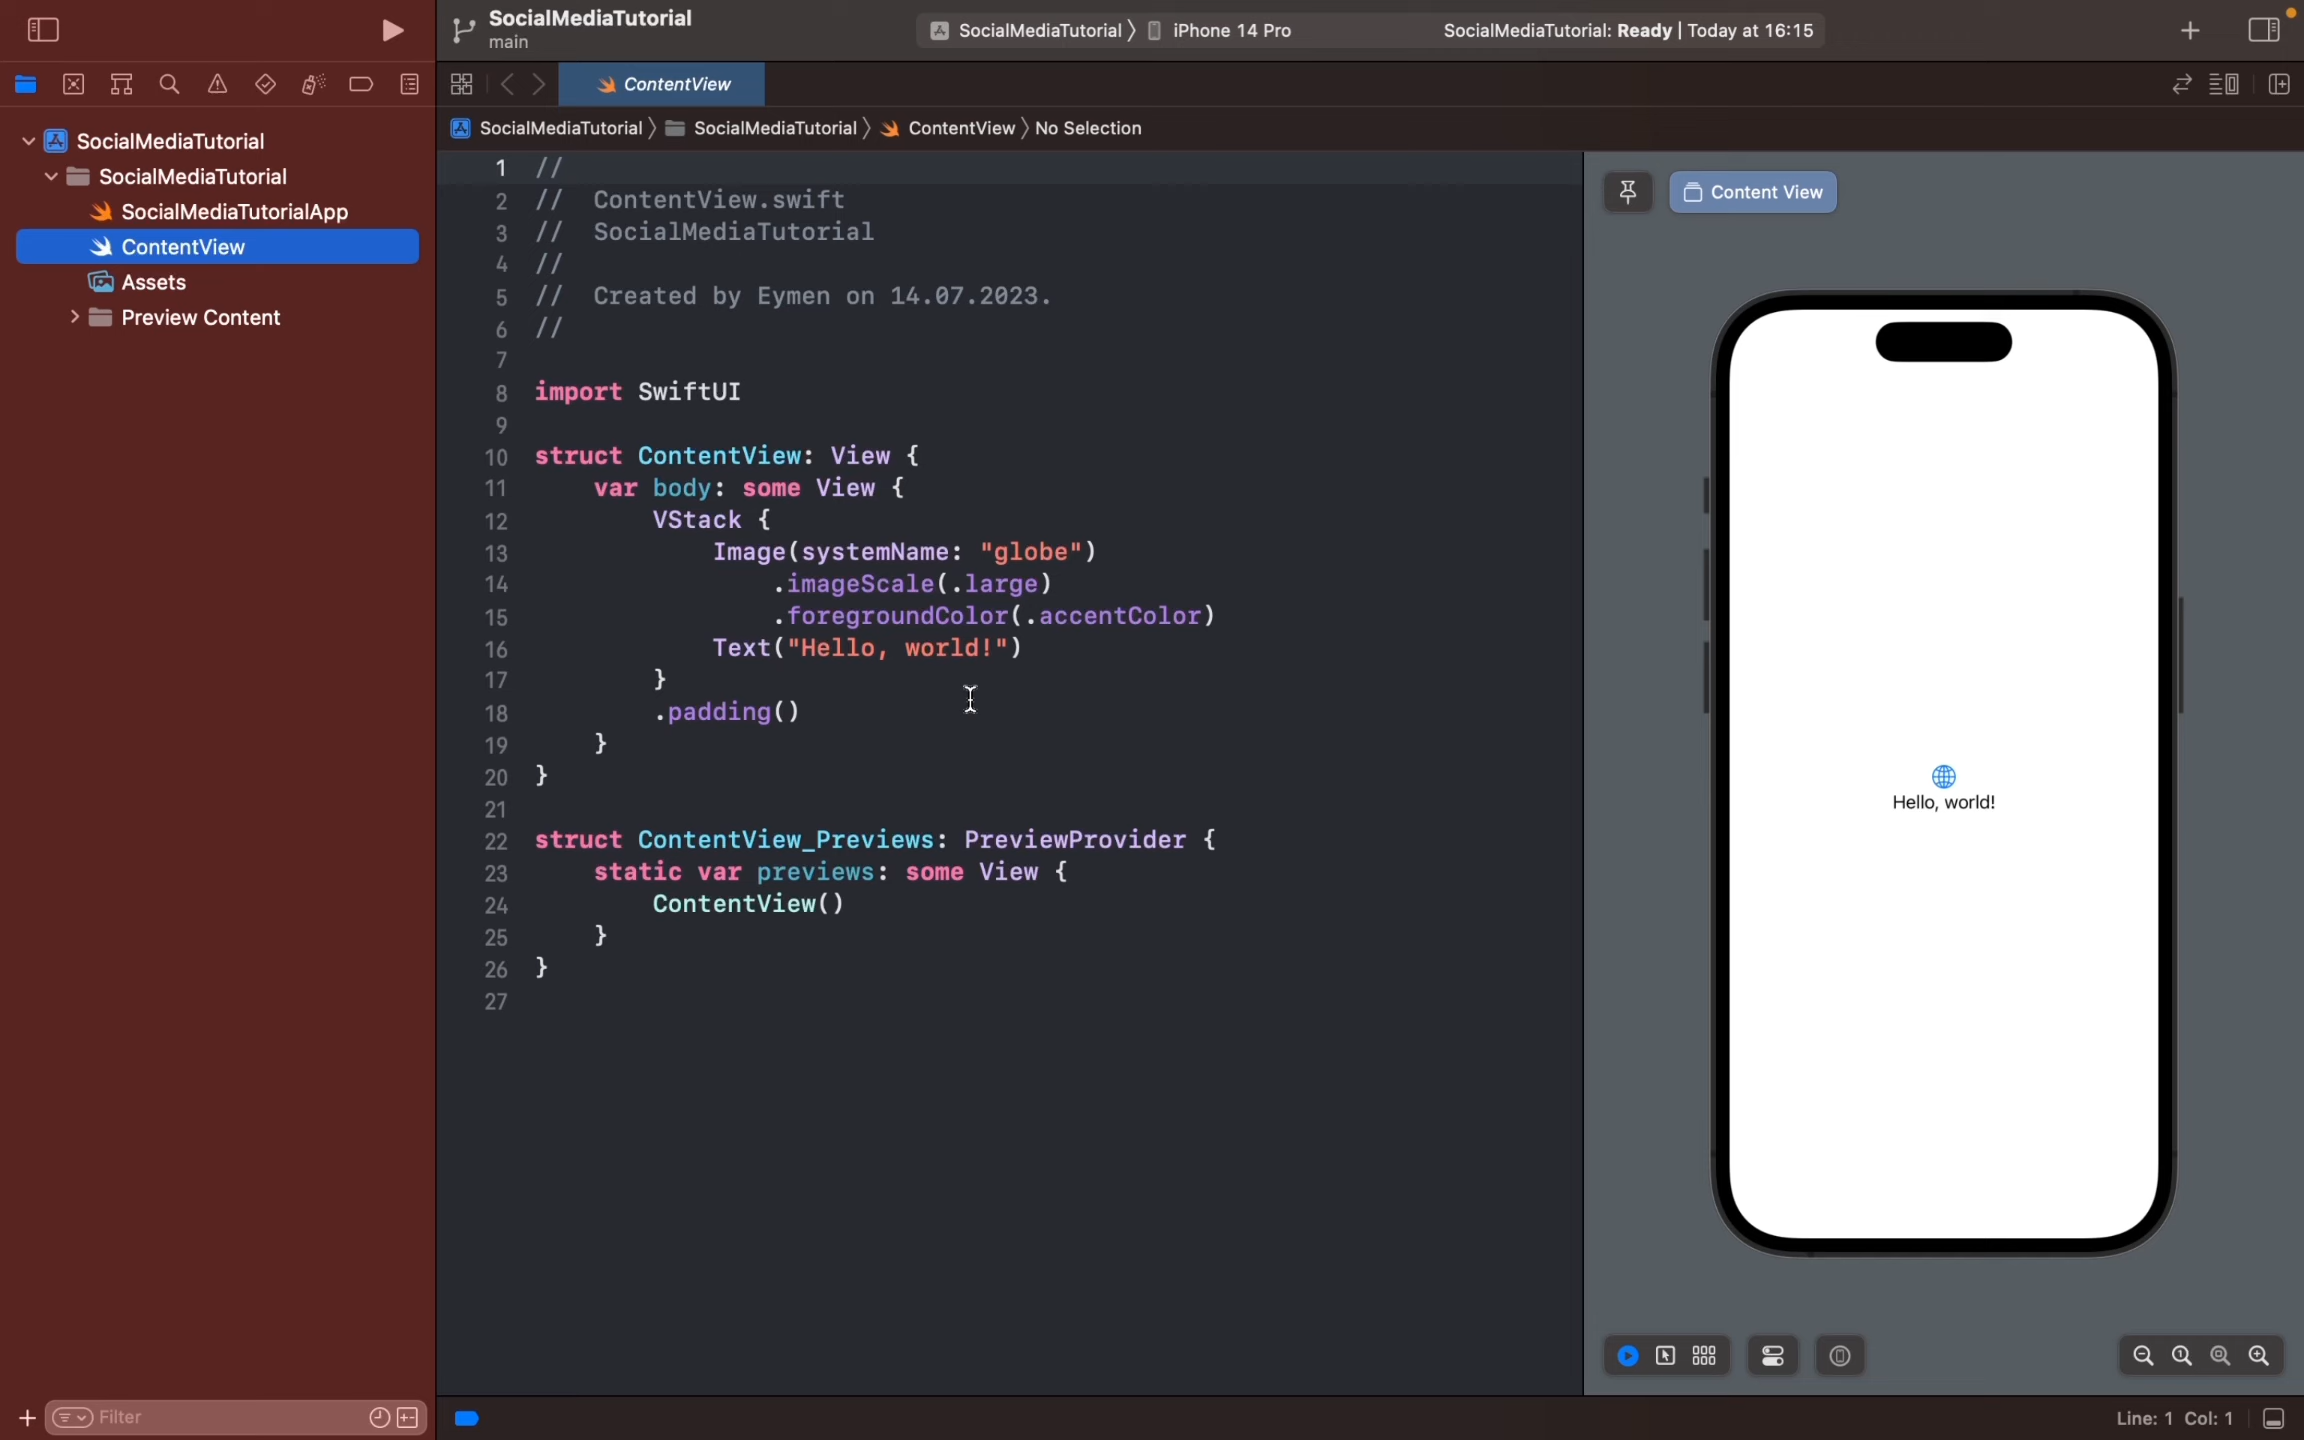 SocialMediaTutorial
main
SocialMediaTutorial 〉 iPhone 14 Pro
SocialMediaTutorial: Ready | Today at 16:15
ContentView
SocialMediaTutorial 〉 SocialMediaTutorial 〉 ContentView 〉 No Selection
SocialMediaTutorial
SocialMediaTutorial
SocialMediaTutorialApp
ContentView
Assets
Preview Content
1 //
2 //  ContentView.swift
3 //  SocialMediaTutorial
4 //
5 //  Created by Eymen on 14.07.2023.
6 //
7
8 import SwiftUI
9
10 struct ContentView: View {
11     var body: some View {
12         VStack {
13             Image(systemName: "globe")
14                 .imageScale(.large)
15                 .foregroundColor(.accentColor)
16             Text("Hello, world!")
17         }
18         .padding()
19     }
20 }
21
22 struct ContentView_Previews: PreviewProvider {
23     static var previews: some View {
24         ContentView()
25     }
26 }
27
Content View
Hello, world!
Filter
Line: 1 Col: 1